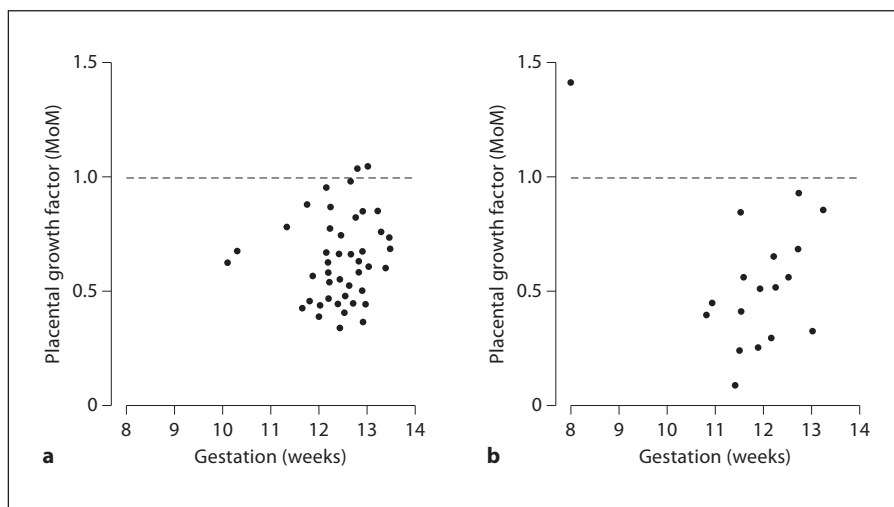 1.5
1.0
0.5
0
Placental growth factor (MoM)
8 9 10 11 12 13 14
Gestation (weeks)
a
1.5
1.0
0.5
0
Placental growth factor (MoM)
8 9 10 11 12 13 14
Gestation (weeks)
b